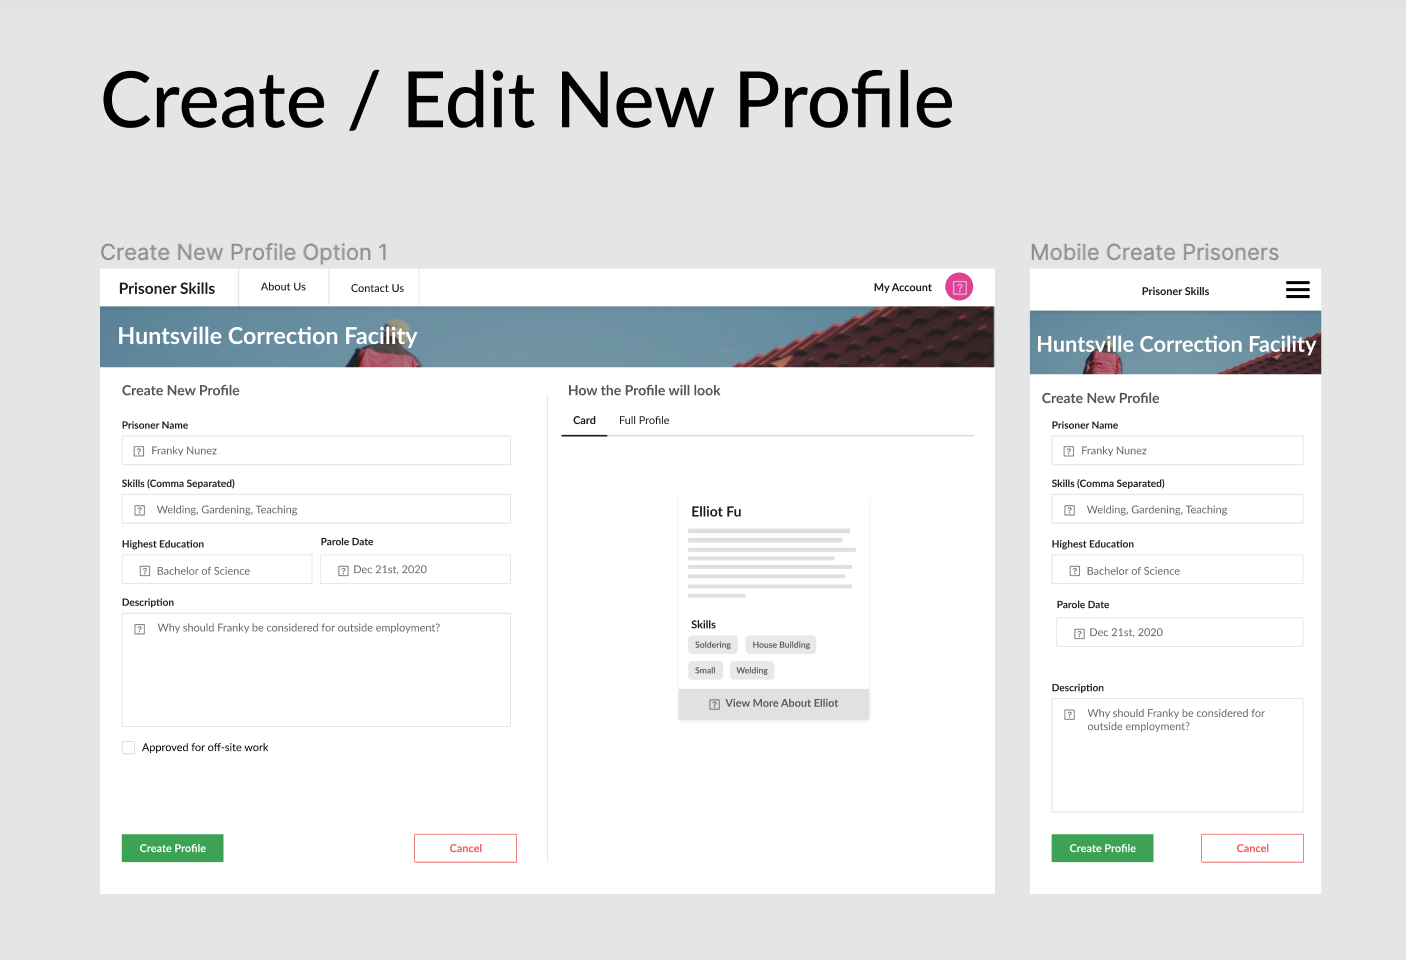 Create / Edit New Profile
Create New Profile Option 1
Prisoner Skills
About Us
Contact Us
My Account
?
Huntsville Correction Facility
Create New Profile
Prisoner Name
? Franky Nunez
Skills (Comma Separated)
? Welding, Gardening, Teaching
Highest Education
Parole Date
? Bachelor of Science
? Dec 21st, 2020
Description
? Why should Franky be considered for outside employment?
Approved for off-site work
Create Profile
Cancel
How the Profile will look
Card
Full Profile
Elliot Fu
Skills
Soldering
House Building
Small
Welding
? View More About Elliot
Mobile Create Prisoners
Prisoner Skills
Huntsville Correction Facility
Create New Profile
Prisoner Name
? Franky Nunez
Skills (Comma Separated)
? Welding, Gardening, Teaching
Highest Education
? Bachelor of Science
Parole Date
? Dec 21st, 2020
Description
? Why should Franky be considered for
outside employment?
Create Profile
Cancel